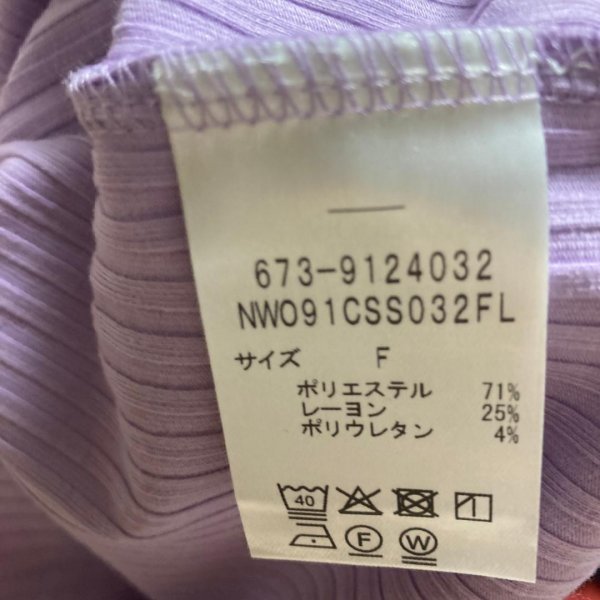 673-9124032
NW091CSS032FL
サイズ F
ポリエステル 71%
レーヨン 25%
ポリウレタン 4%
40
F W